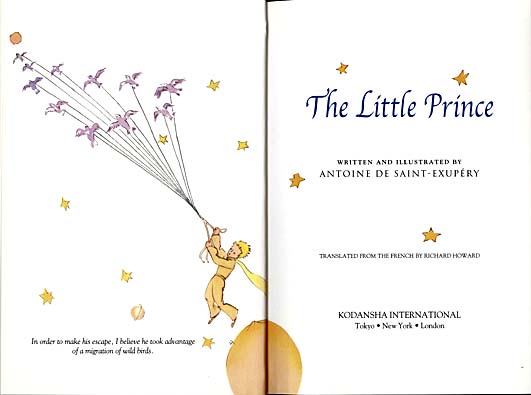 In order to make his escape, I believe he took advantage
of a migration of wild birds.
The Little Prince
WRITTEN AND ILLUSTRATED BY
ANTOINE DE SAINT-EXUPÉRY
TRANSLATED FROM THE FRENCH BY RICHARD HOWARD
KODANSHA INTERNATIONAL
Tokyo • New York • London